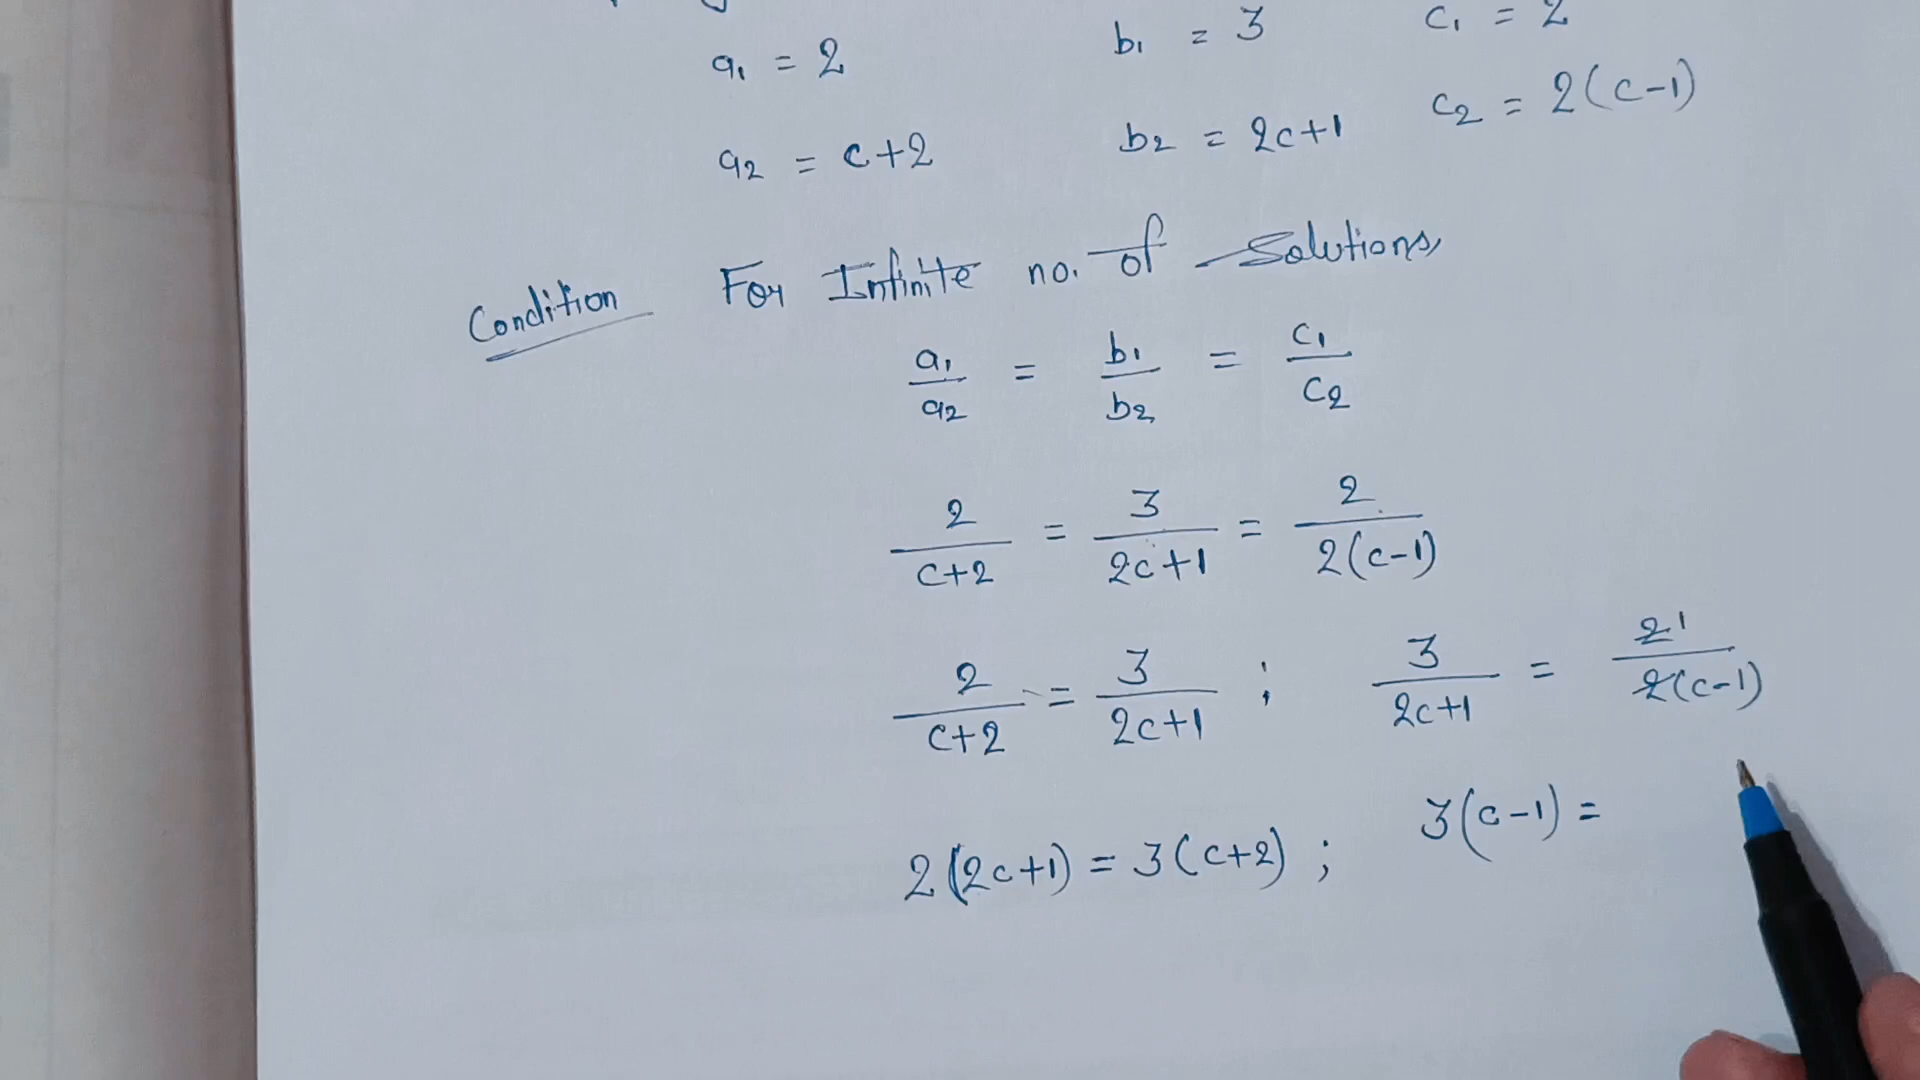 a₁ = 2 b₁ = 3 c₁ = 2
a₂ = c+2 b₂ = 2c+1 c₂ = 2(c-1)
Condition For Infinite no. of Solutions,
a₁/a₂ = b₁/b₂ = c₁/c₂
2/(c+2) = 3/(2c+1) = 2/(2(c-1))
2/(c+2) = 3/(2c+1) ; 3/(2c+1) = 2 1/(2(c-1))
2(2c+1) = 3(c+2) ; 3(c-1) =